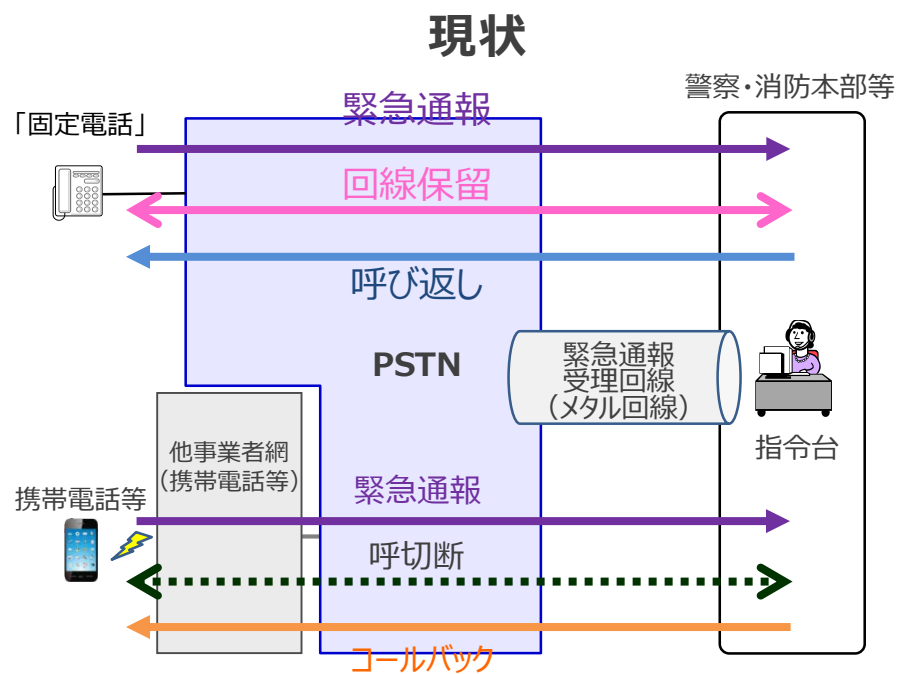 現状
警察・消防本部等
緊急通報
「固定電話」
回線保留
呼び返し
PSTN
緊急通報
受理回線
（メタル回線）
指令台
他事業者網
（携帯電話等）
携帯電話等
緊急通報
呼切断
コールバック